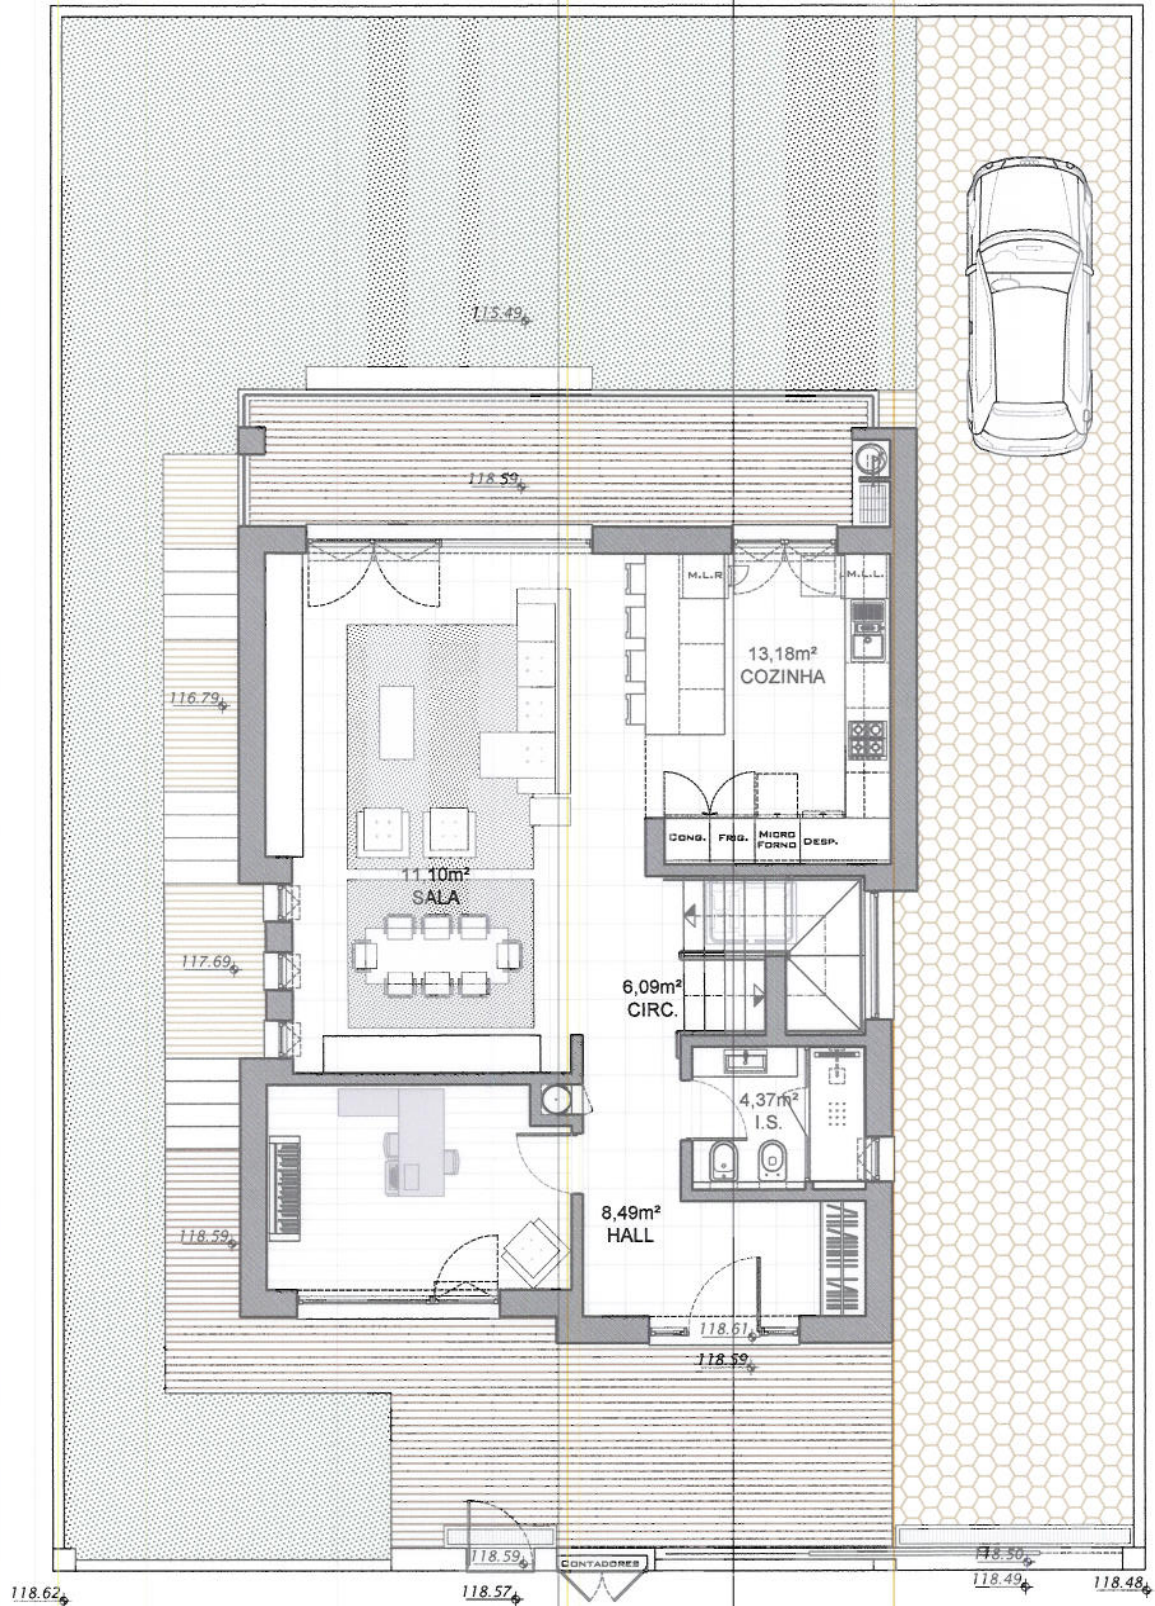 115.49
118.59
M.L.R
M.L.L.
13,18m²
COZINHA
116.79
CONG.
FRIG.
MICRO
FORNO
DESP.
11,10m²
SALA
117.69
6,09m²
CIRC.
4,37m²
I.S.
8,49m²
HALL
118.59
118.61
118.59
118.59
CONTADORES
118.50
118.49
118.62
118.57
118.48